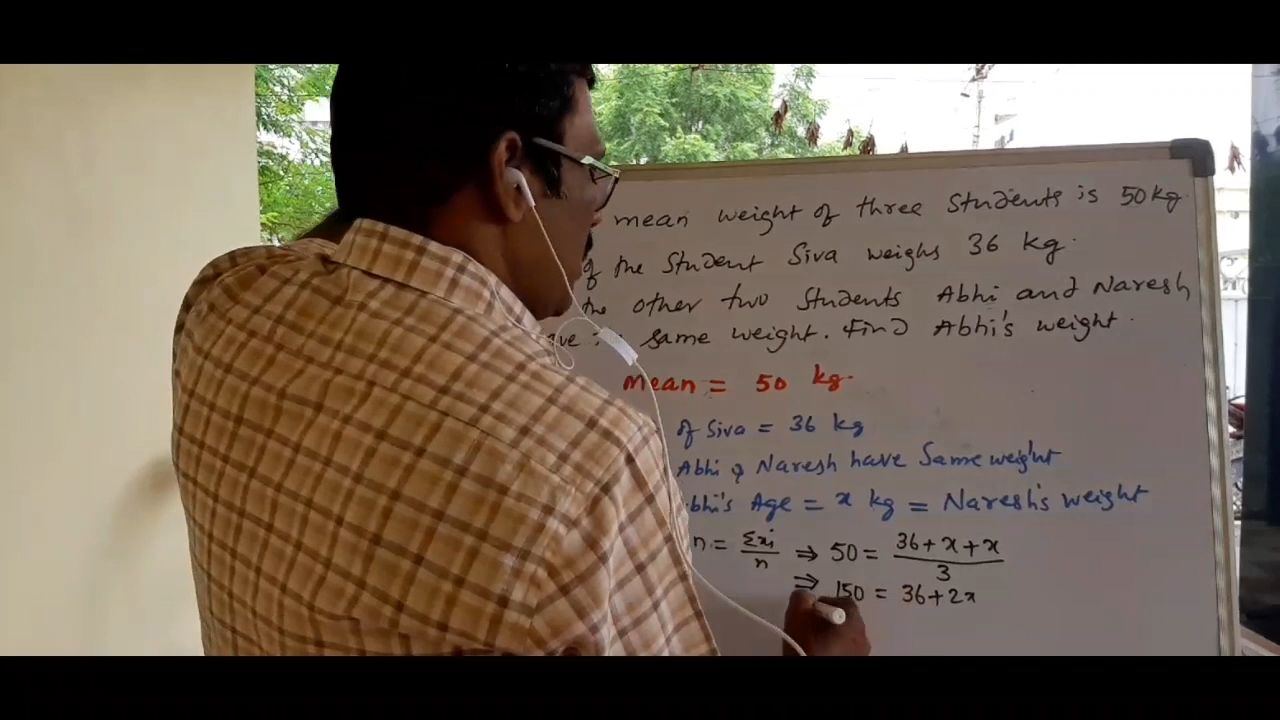 mean weight of three students is 50 kg.
of the student Siva weighs 36 kg.
the other two students Abhi and Naresh
same weight. Find Abhi's weight.
mean = 50 kg.
of Siva = 36 kg
Abhi & Naresh have same weight
bhi's Age = x kg = Naresh's weight
n = Σxi/n ⇒ 50 = (36+x+x)/3
⇒ 150 = 36+2x